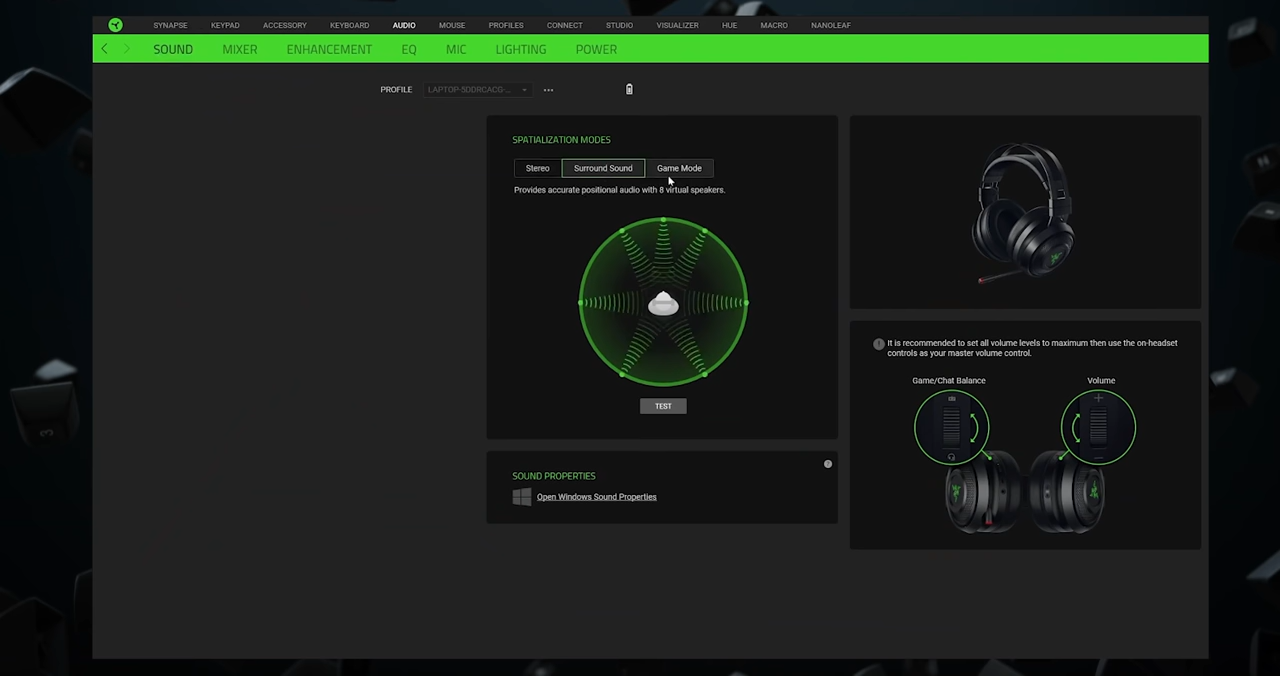 SYNAPSE KEYPAD ACCESSORY KEYBOARD AUDIO MOUSE PROFILES CONNECT STUDIO VISUALIZER HUE MACRO NANOLEAF
SOUND MIXER ENHANCEMENT EQ MIC LIGHTING POWER
PROFILE LAPTOP-5DDRCACG-...
SPATIALIZATION MODES
Stereo Surround Sound Game Mode
Provides accurate positional audio with 8 virtual speakers.
TEST
SOUND PROPERTIES
Open Windows Sound Properties
It is recommended to set all volume levels to maximum then use the on-headset
controls as your master volume control.
Game/Chat Balance Volume